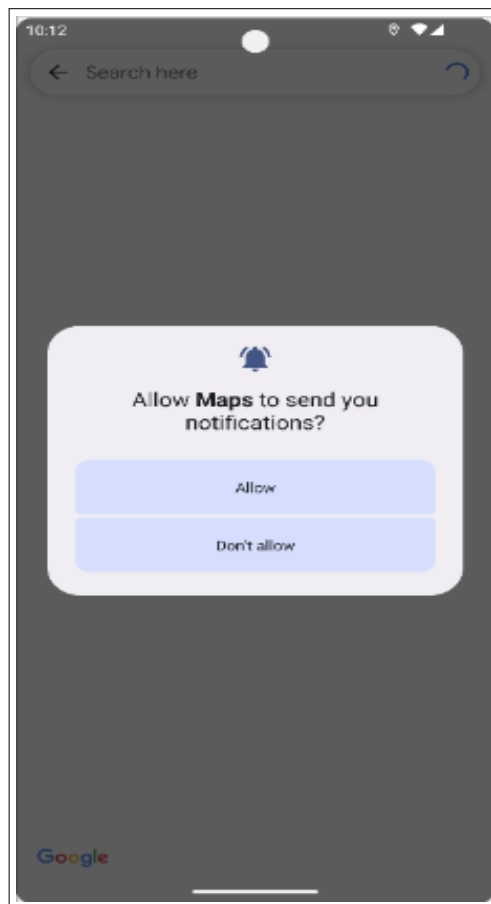 10:12
Search here
Allow Maps to send you
notifications?
Allow
Don't allow
Google